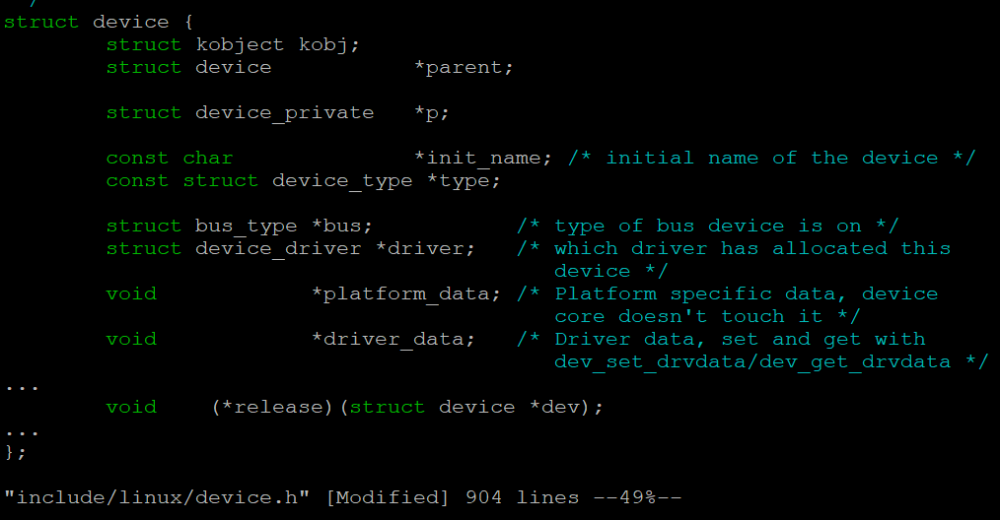 */
struct device {
        struct kobject kobj;
        struct device           *parent;
        struct device_private   *p;
        const char              *init_name; /* initial name of the device */
        const struct device_type *type;
        struct bus_type *bus;           /* type of bus device is on */
        struct device_driver *driver;   /* which driver has allocated this
                                           device */
        void            *platform_data; /* Platform specific data, device
                                           core doesn't touch it */
        void            *driver_data;   /* Driver data, set and get with
                                           dev_set_drvdata/dev_get_drvdata */
...
        void    (*release)(struct device *dev);
...
};
"include/linux/device.h" [Modified] 904 lines --49%--